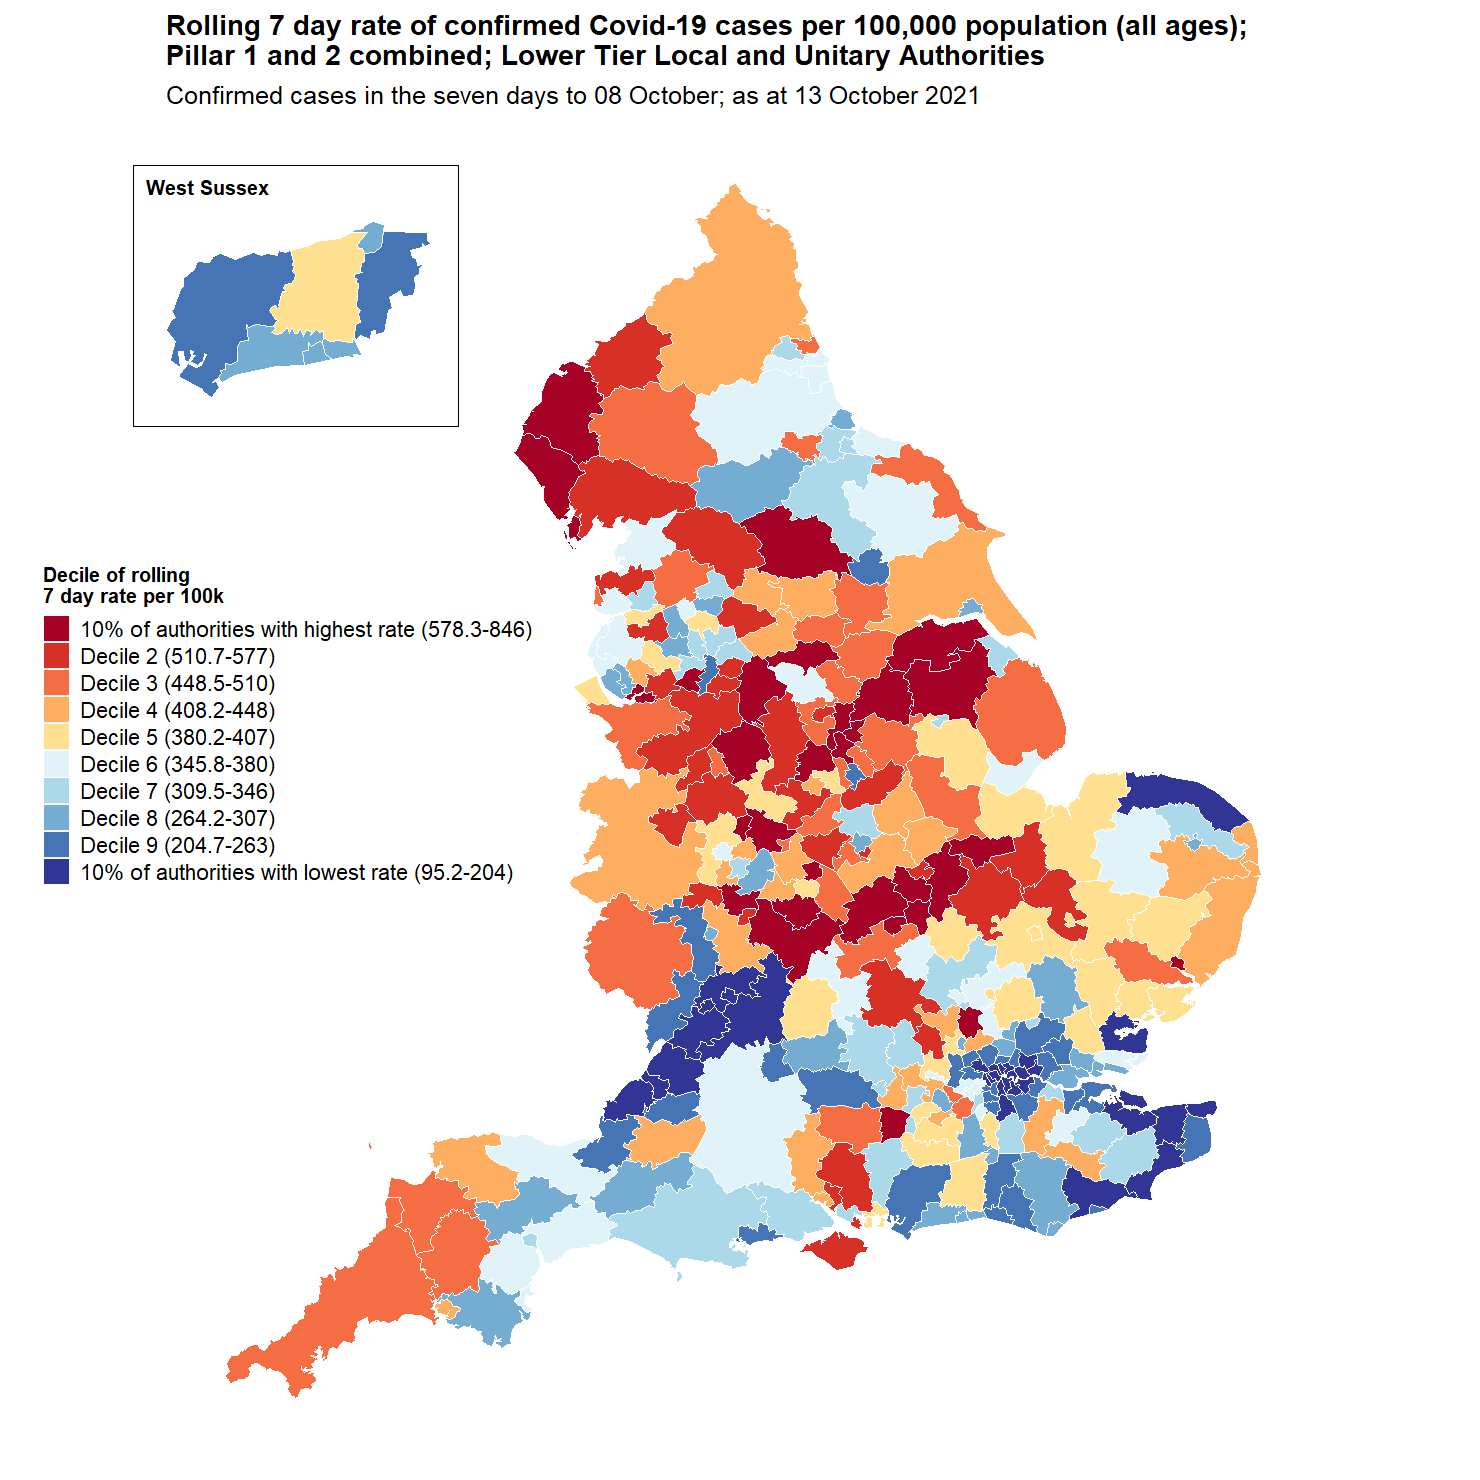 Rolling 7 day rate of confirmed Covid-19 cases per 100,000 population (all ages);
Pillar 1 and 2 combined; Lower Tier Local and Unitary Authorities
Confirmed cases in the seven days to 08 October; as at 13 October 2021
West Sussex
Decile of rolling
7 day rate per 100k
10% of authorities with highest rate (578.3-846)
Decile 2 (510.7-577)
Decile 3 (448.5-510)
Decile 4 (408.2-448)
Decile 5 (380.2-407)
Decile 6 (345.8-380)
Decile 7 (309.5-346)
Decile 8 (264.2-307)
Decile 9 (204.7-263)
10% of authorities with lowest rate (95.2-204)